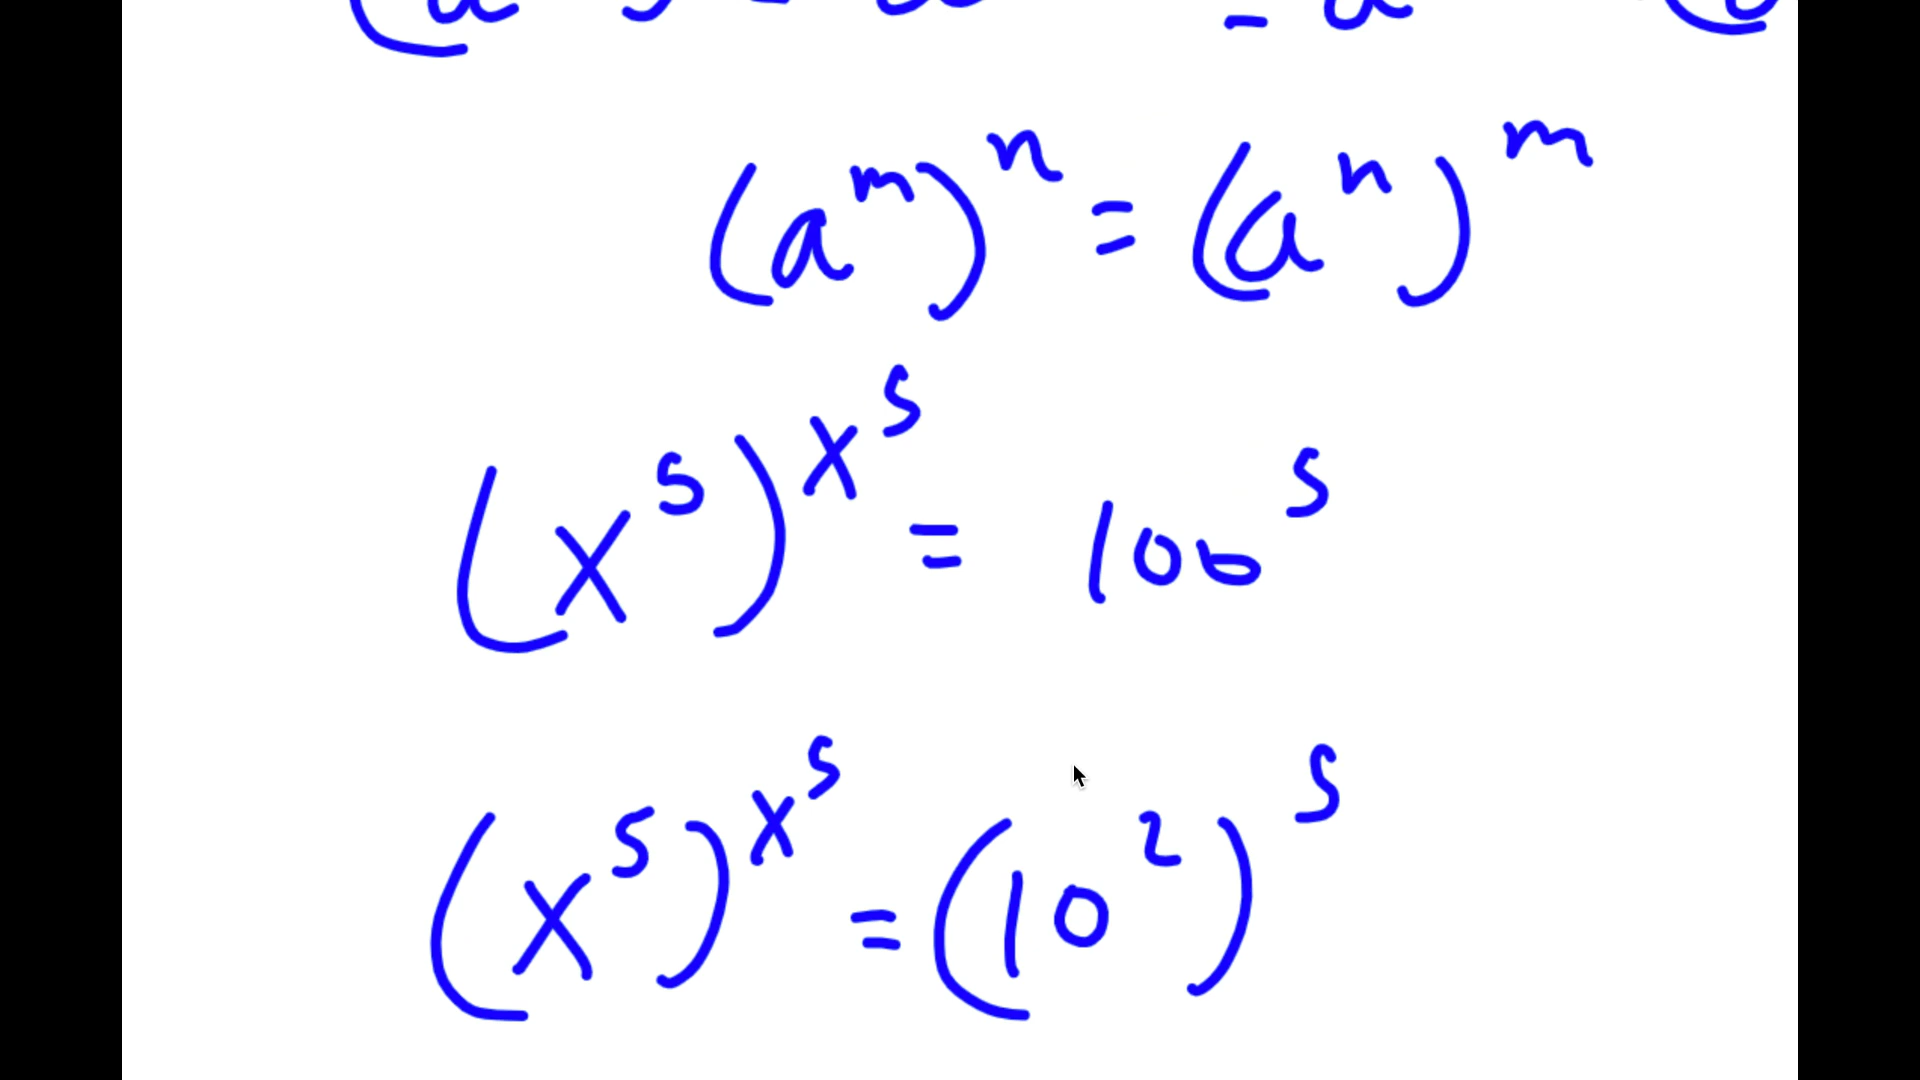 (a^m)^n = (a^n)^m
(x^5)^x^5 = 100^5
(x^5)^x^5 = (10^2)^5